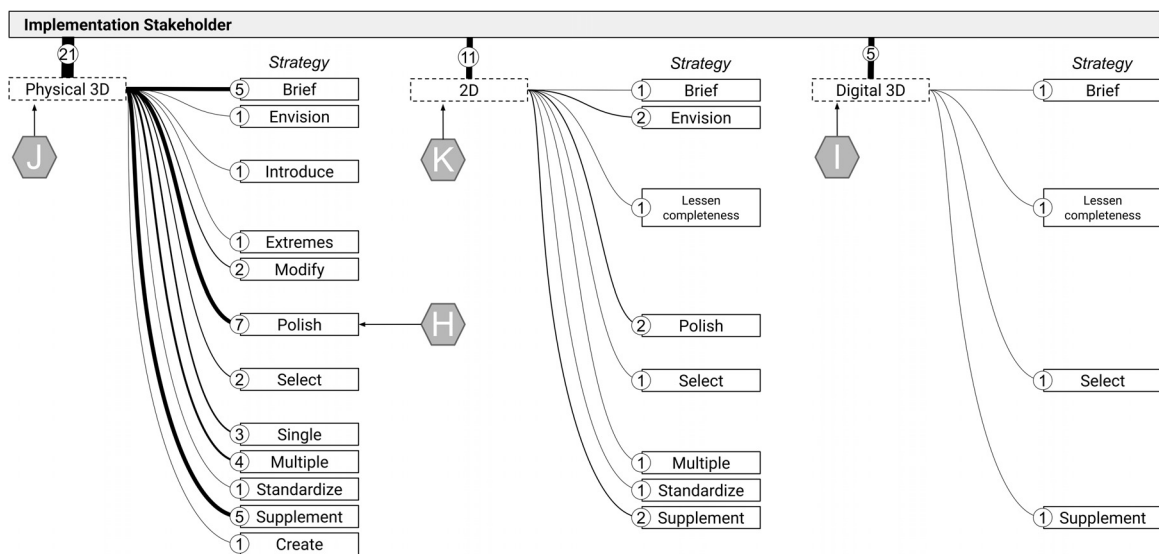 Implementation Stakeholder
21
11
5
Strategy
Strategy
Strategy
Physical 3D
2D
Digital 3D
5 Brief
1 Brief
1 Brief
1 Envision
2 Envision
J
K
I
1 Introduce
1 Lessen
completeness
1 Lessen
completeness
1 Extremes
2 Modify
7 Polish
H
2 Polish
2 Select
1 Select
1 Select
3 Single
4 Multiple
1 Multiple
1 Standardize
1 Standardize
5 Supplement
2 Supplement
1 Supplement
1 Create